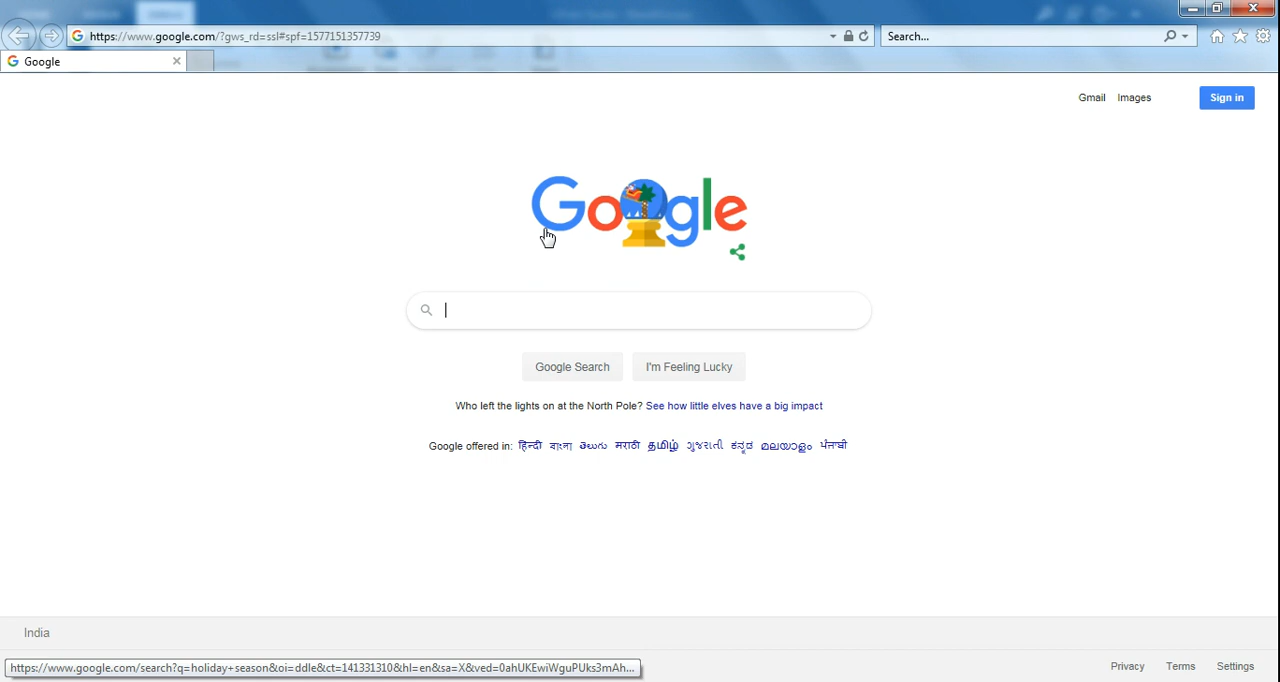 https://www.google.com/?gws_rd=ssl#spf=1577151357739
Search...
Google
Gmail Images Sign in
Google
Google Search I'm Feeling Lucky
Who left the lights on at the North Pole? See how little elves have a big impact
Google offered in: हिन्दी বাংলা తెలుగు मराठी தமிழ் ગુજરાતી ಕನ್ನಡ മലയാളം ਪੰਜਾਬੀ
India
https://www.google.com/search?q=holiday+season&oi=ddle&ct=141331310&hl=en&sa=X&ved=0ahUKEwiWguPUks3mAh...
Privacy Terms Settings